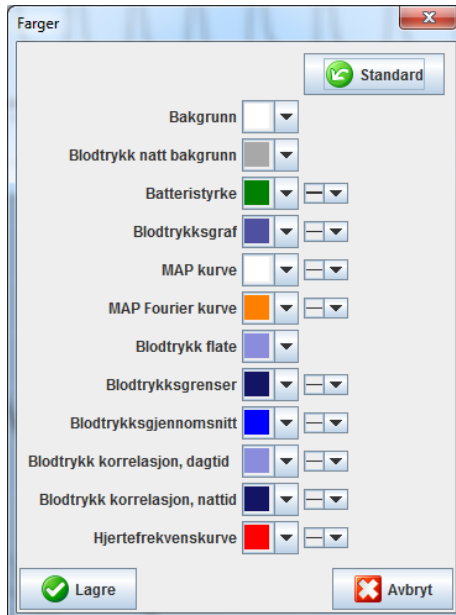 Farger
Standard
Bakgrunn
Blodtrykk natt bakgrunn
Batteristyrke
Blodtrykksgraf
MAP kurve
MAP Fourier kurve
Blodtrykk flate
Blodtrykksgrenser
Blodtrykksgjennomsnitt
Blodtrykk korrelasjon, dagtid
Blodtrykk korrelasjon, nattid
Hjertefrekvenskurve
Lagre
Avbryt